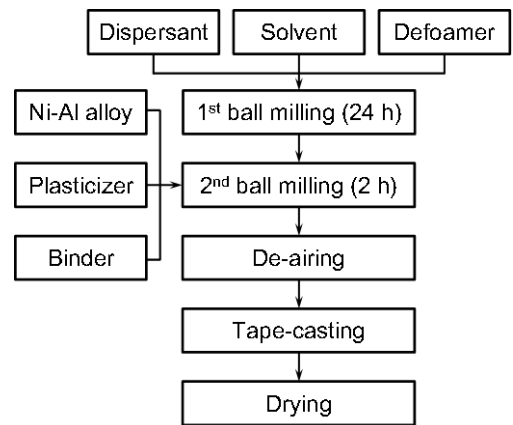 Dispersant
Solvent
Defoamer
Ni-Al alloy
1st ball milling (24 h)
Plasticizer
2nd ball milling (2 h)
Binder
De-airing
Tape-casting
Drying